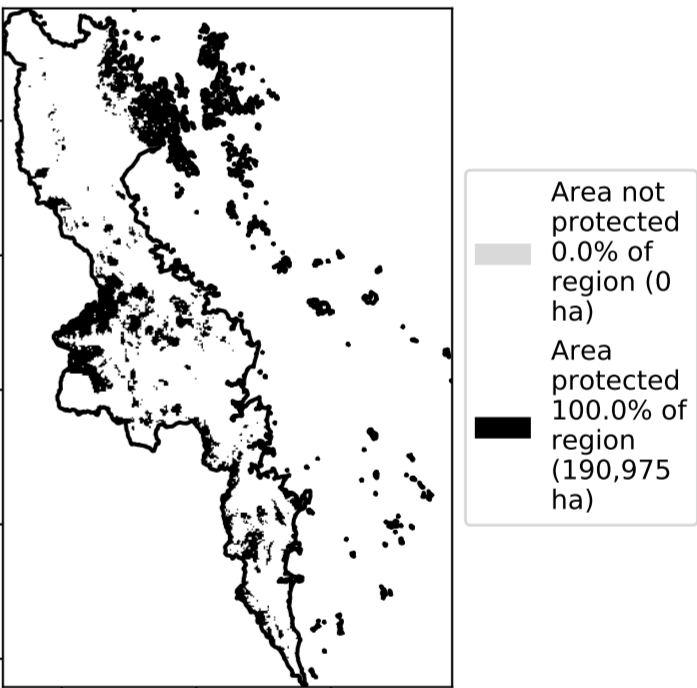 Area not
protected
0.0% of
region (0
ha)
Area
protected
100.0% of
region
(190,975
ha)